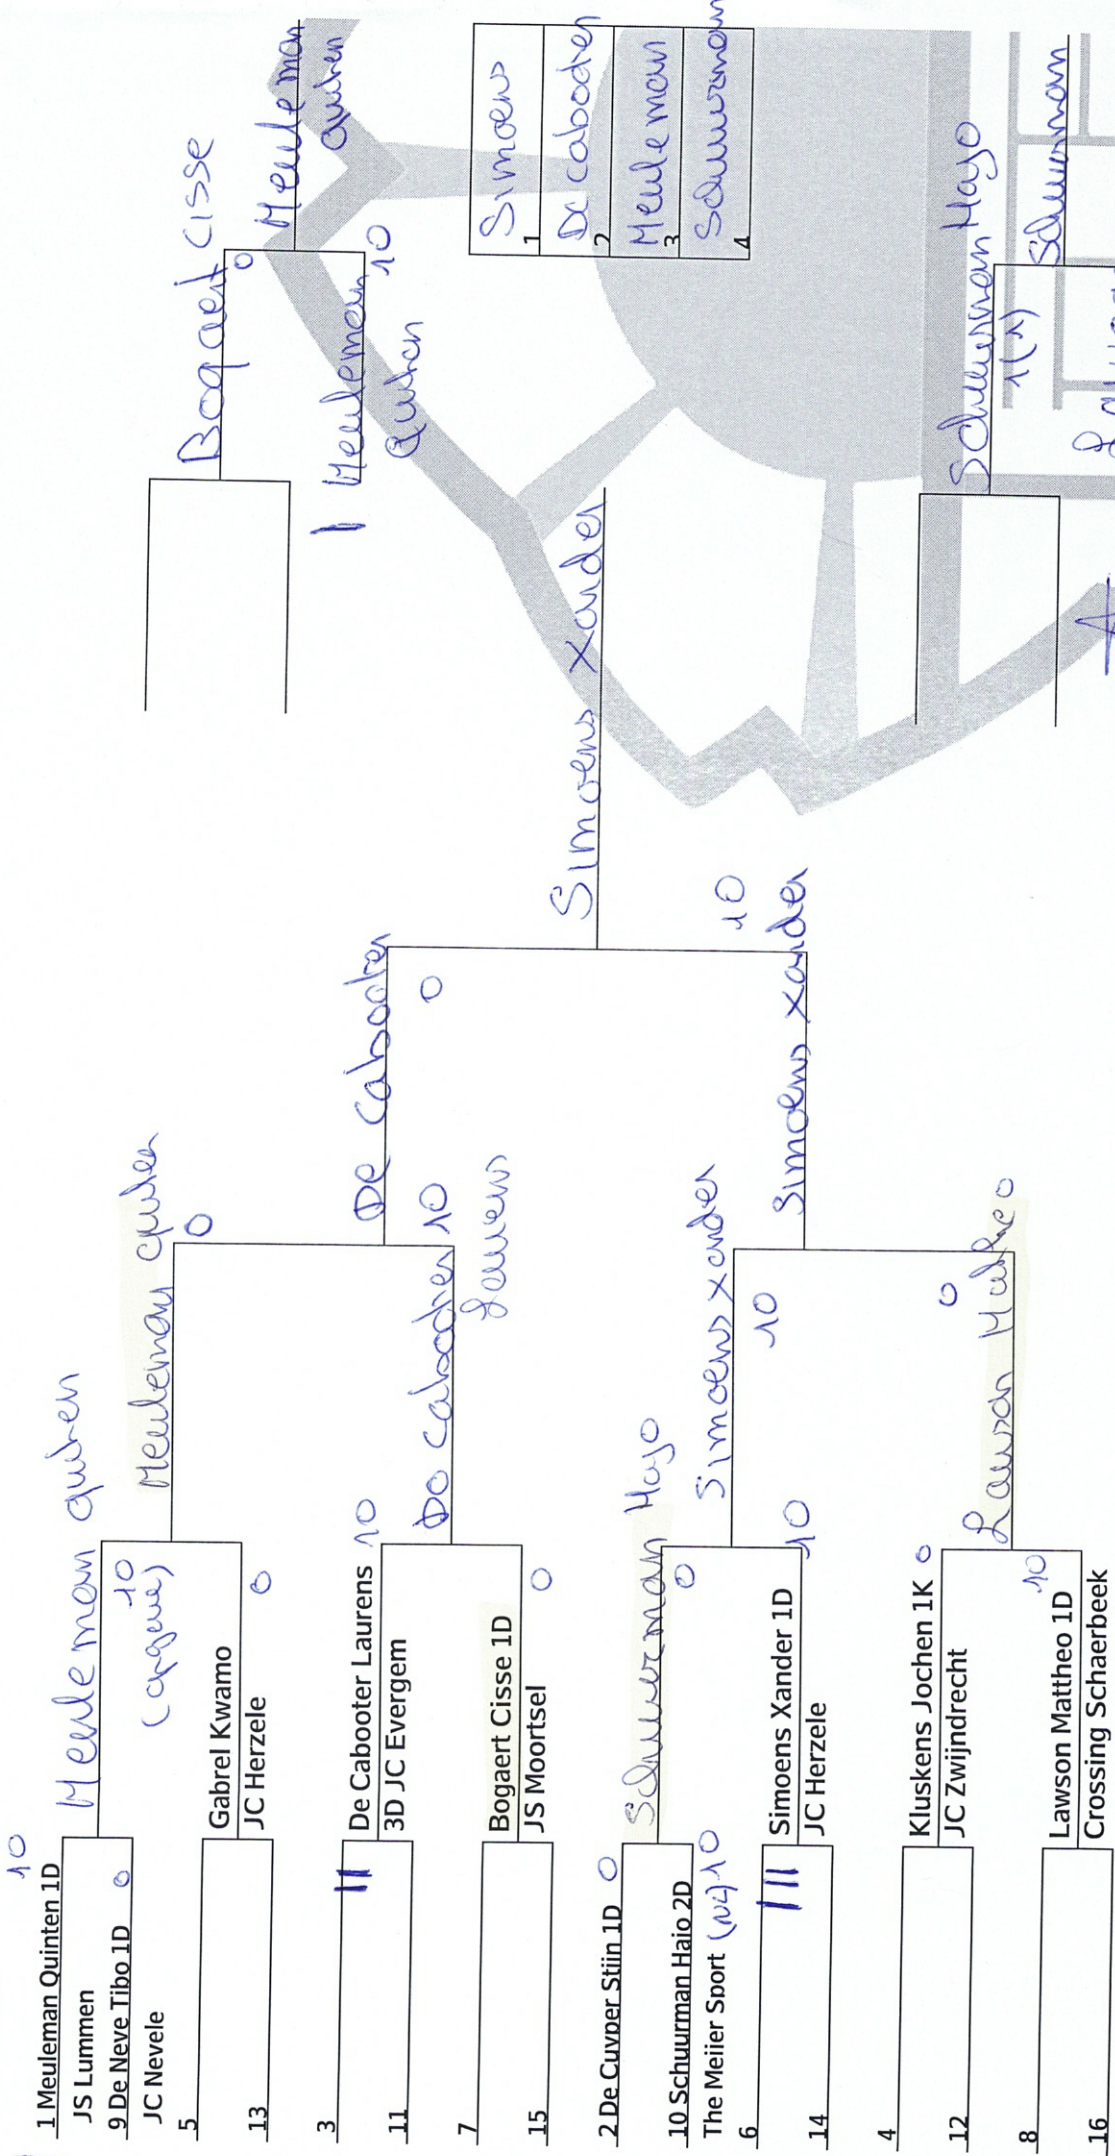 10
1 Meuleman Quinten 1D
JS Lummen
9 De Neve Tibo 1D 0
JC Nevele
5
13
3
11
7
15
2 De Cuyper Stijn 1D 0
10 Schuurman Hajo 2D
The Meijer Sport (NL) 10
6
14
4
12
8
16
Meuleman Quinten
10
Gabrel Kwamo
JC Herzele
0
De Cabooter Laurens 10
3D JC Evergem
Bogaert Cisse 1D
JS Moortsel
0
Schuurman Hajo
0
Simoens Xander 1D
JC Herzele
10
Kluskens Jochen 1K 0
JC Zwijndrecht
10
Lawson Mattheo 1D
Crossing Schaerbeek
Meuleman Quinten
0
De Cabooter 10
Laurens
Simoens Xander
10
0
Lawson Matheo 0
De Cabooter
0
10
Simoens Xander
Simoens Xander
Bogaert Cisse
0
Meuleman 10
Quinten
Meuleman
Quinten
1 Simoens
2 De Cabooter
3 Meuleman
4 Schuurman
Schuurman Hajo
1(1)
Schuurman